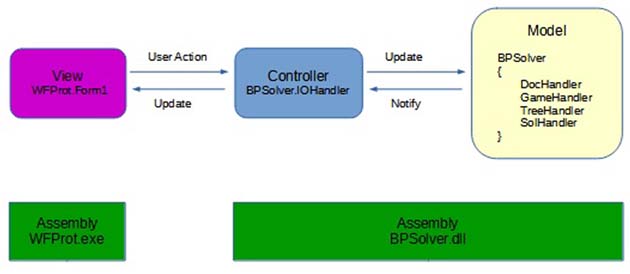 View
WFProt.Form1
User Action
Update
Controller
BPSolver.IOHandler
Update
Notify
Model
BPSolver
{
DocHandler
GameHandler
TreeHandler
SolHandler
}
Assembly
WFProt.exe
Assembly
BPSolver.dll